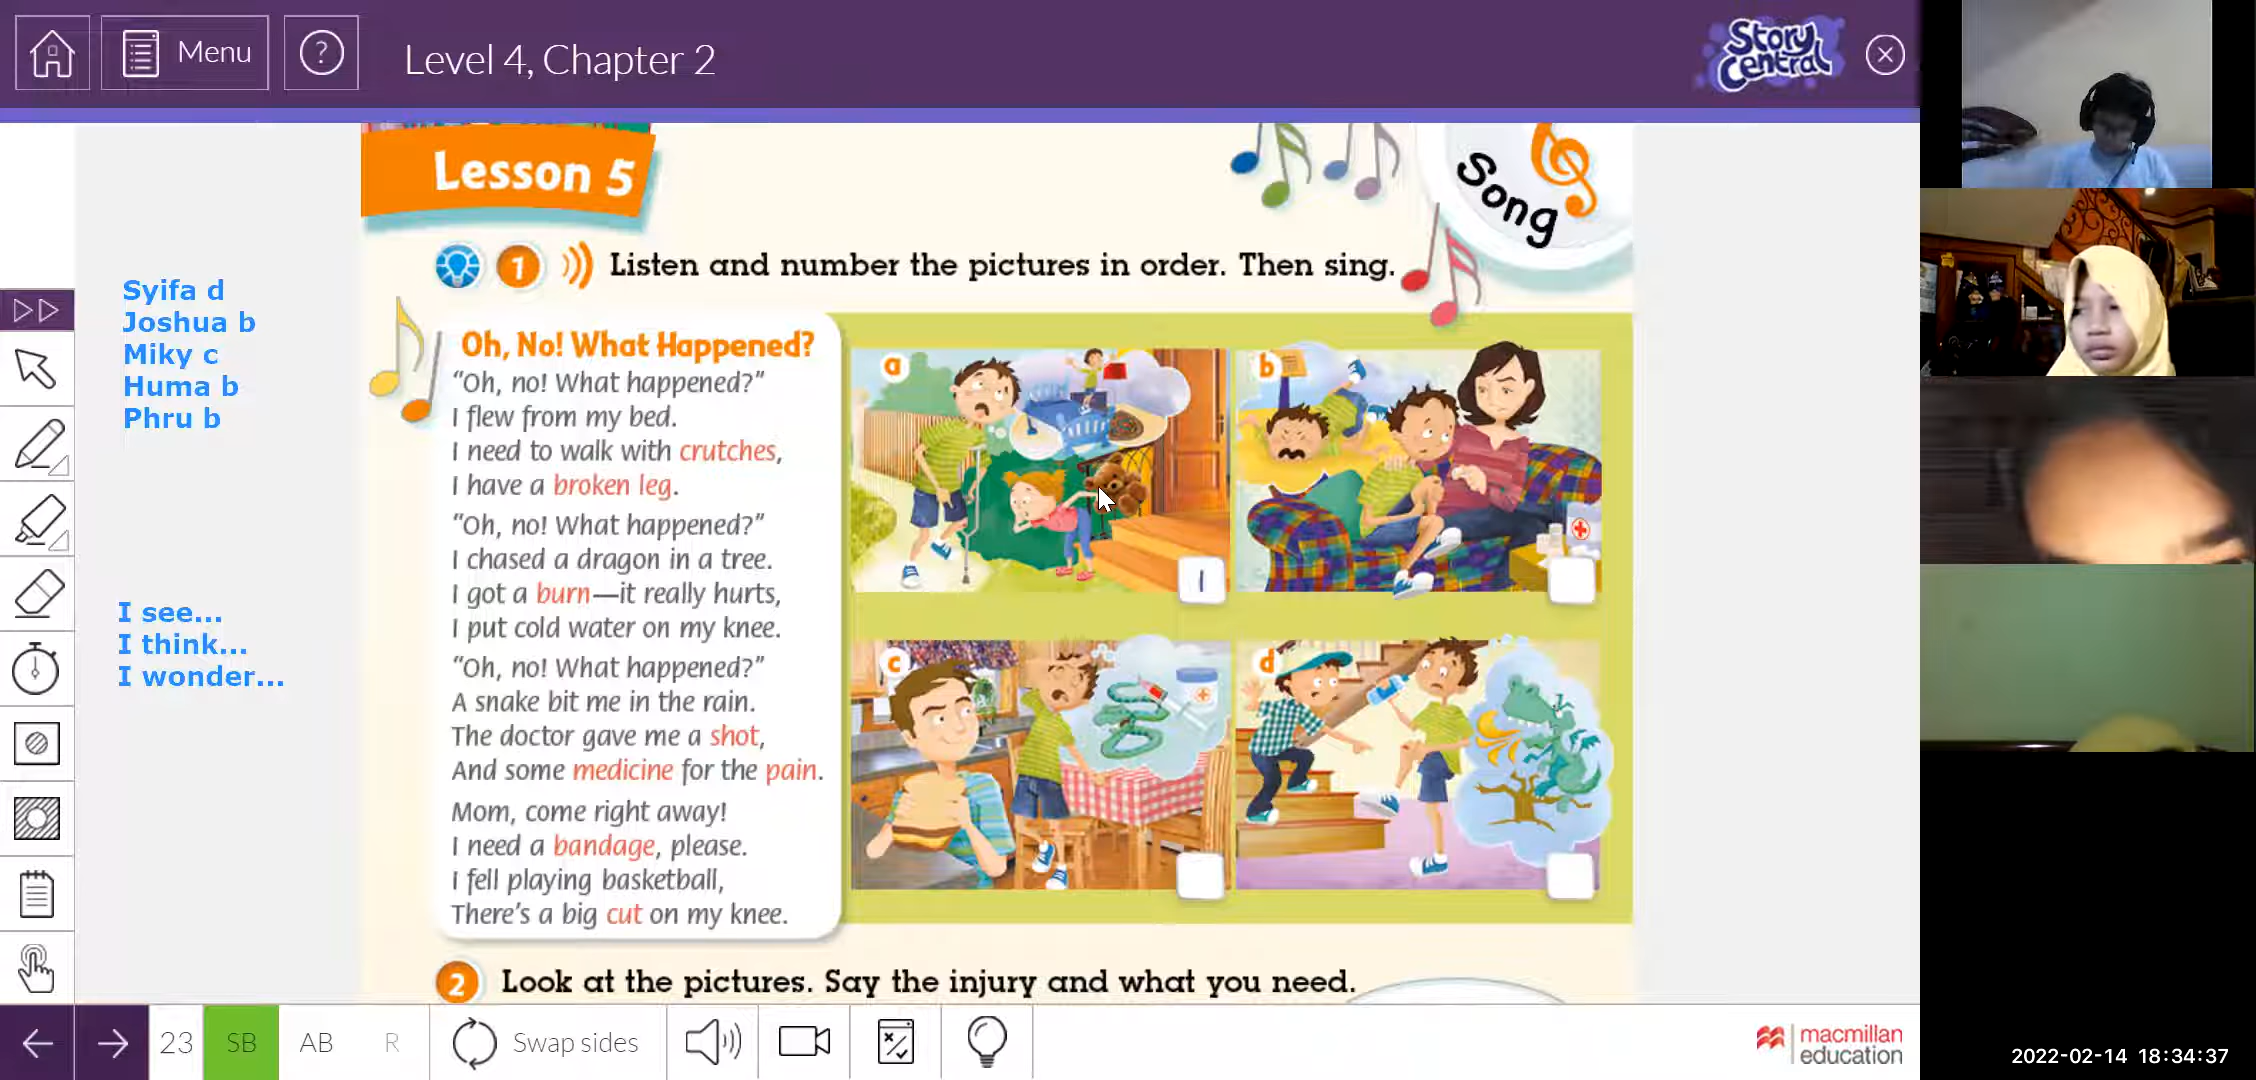 Menu
?
Level 4, Chapter 2
Story Central
Lesson 5
Song
1 Listen and number the pictures in order. Then sing.
Syifa d
Joshua b
Miky c
Huma b
Phru b
I see...
I think...
I wonder...
Oh, No! What Happened?
"Oh, no! What happened?"
I flew from my bed.
I need to walk with crutches,
I have a broken leg.
"Oh, no! What happened?"
I chased a dragon in a tree.
I got a burn—it really hurts,
I put cold water on my knee.
"Oh, no! What happened?"
A snake bit me in the rain.
The doctor gave me a shot,
And some medicine for the pain.
Mom, come right away!
I need a bandage, please.
I fell playing basketball,
There's a big cut on my knee.
a
1
b
c
d
2 Look at the pictures. Say the injury and what you need.
23 SB AB R Swap sides
macmillan
education
2022-02-14 18:34:37